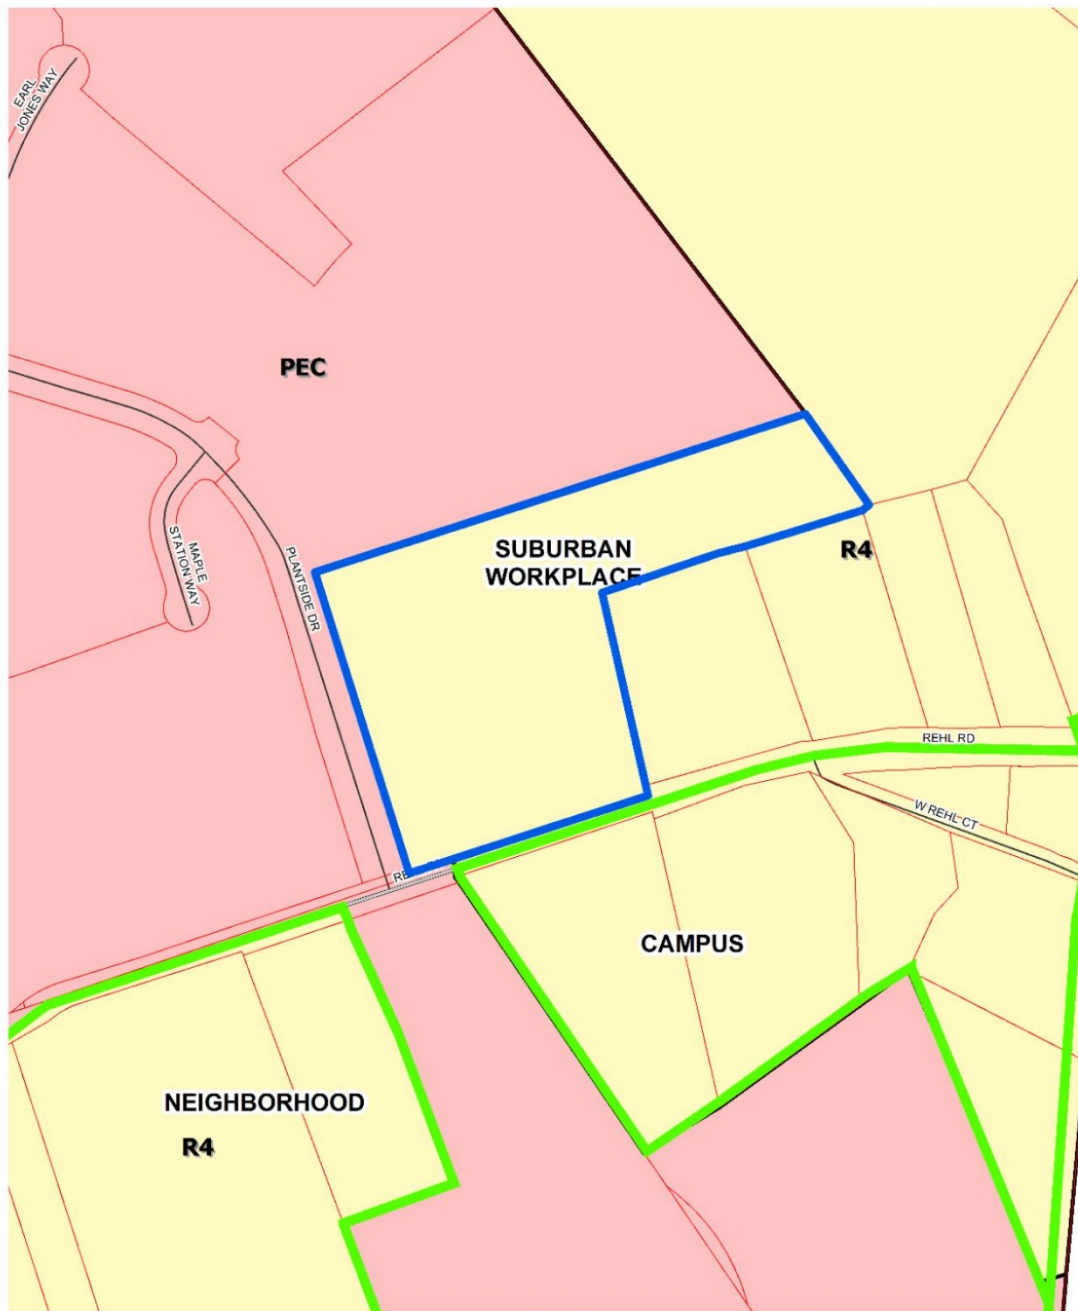 EARL
JONES WAY
PEC
MAPLE
STATION WAY
PLANTSIDE DR
SUBURBAN
WORKPLACE
R4
REHL RD
W REHL CT
CAMPUS
NEIGHBORHOOD
R4